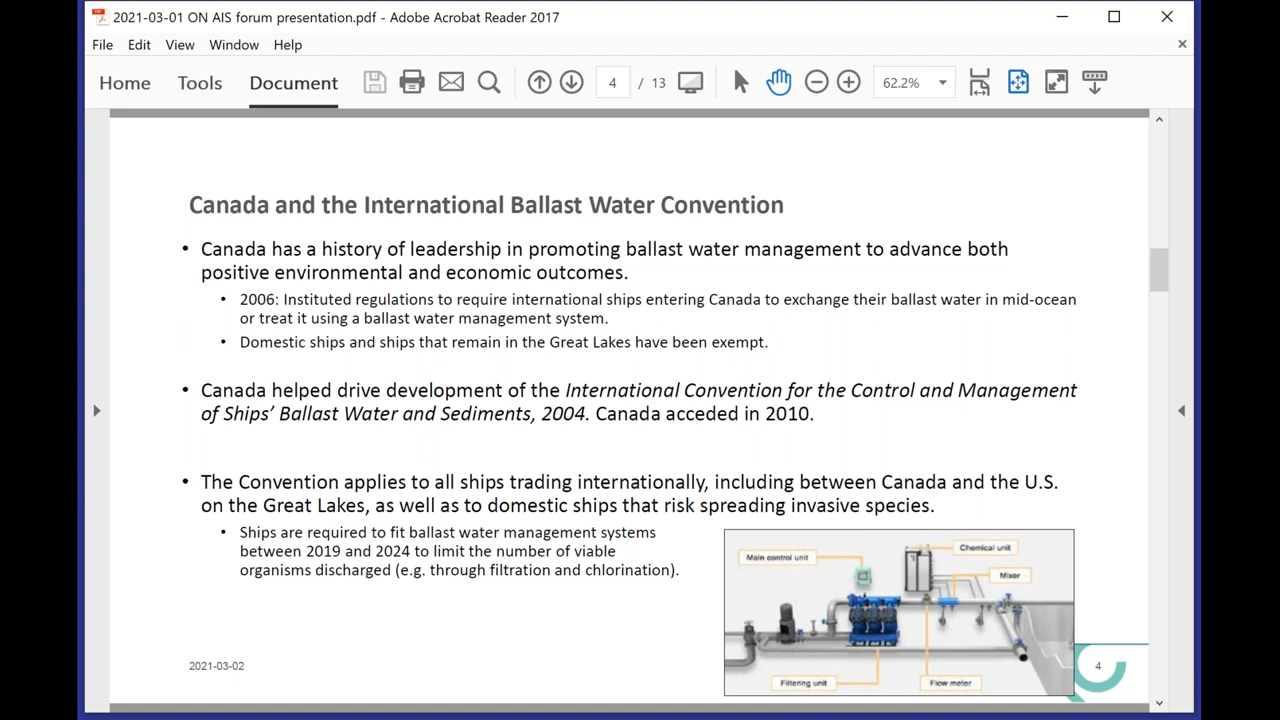 2021-03-01 ON AIS forum presentation.pdf - Adobe Acrobat Reader 2017
File Edit View Window Help
Home Tools Document 4 / 13 62.2%
Canada and the International Ballast Water Convention
• Canada has a history of leadership in promoting ballast water management to advance both
positive environmental and economic outcomes.
• 2006: Instituted regulations to require international ships entering Canada to exchange their ballast water in mid-ocean
or treat it using a ballast water management system.
• Domestic ships and ships that remain in the Great Lakes have been exempt.
• Canada helped drive development of the International Convention for the Control and Management
of Ships’ Ballast Water and Sediments, 2004. Canada acceded in 2010.
• The Convention applies to all ships trading internationally, including between Canada and the U.S.
on the Great Lakes, as well as to domestic ships that risk spreading invasive species.
• Ships are required to fit ballast water management systems
between 2019 and 2024 to limit the number of viable
organisms discharged (e.g. through filtration and chlorination).
Main control unit
Chemical unit
Mixer
Filtering unit
Flow meter
2021-03-02
4